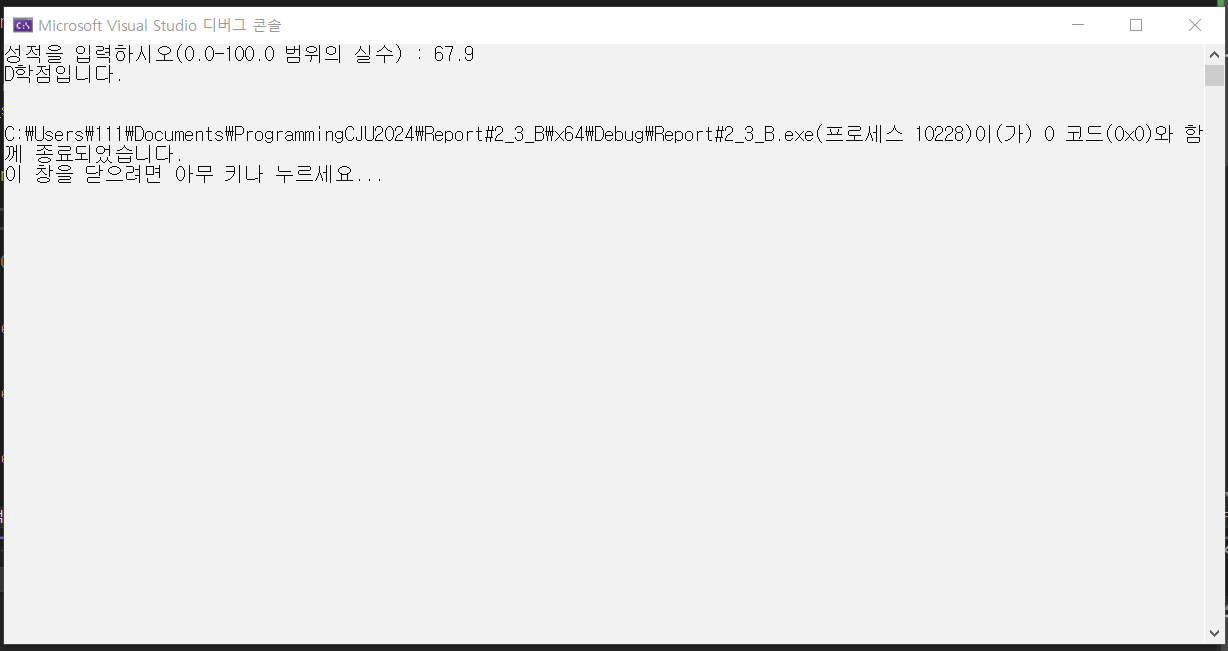 Microsoft Visual Studio 디버그 콘솔
성적을 입력하시오(0.0-100.0 범위의 실수) : 67.9
D학점입니다.
C:₩Users₩111₩Documents₩ProgrammingCJU2024₩Report#2_3_B₩x64₩Debug₩Report#2_3_B.exe(프로세스 10228)이(가) 0 코드(0x0)와 함
께 종료되었습니다.
이 창을 닫으려면 아무 키나 누르세요...